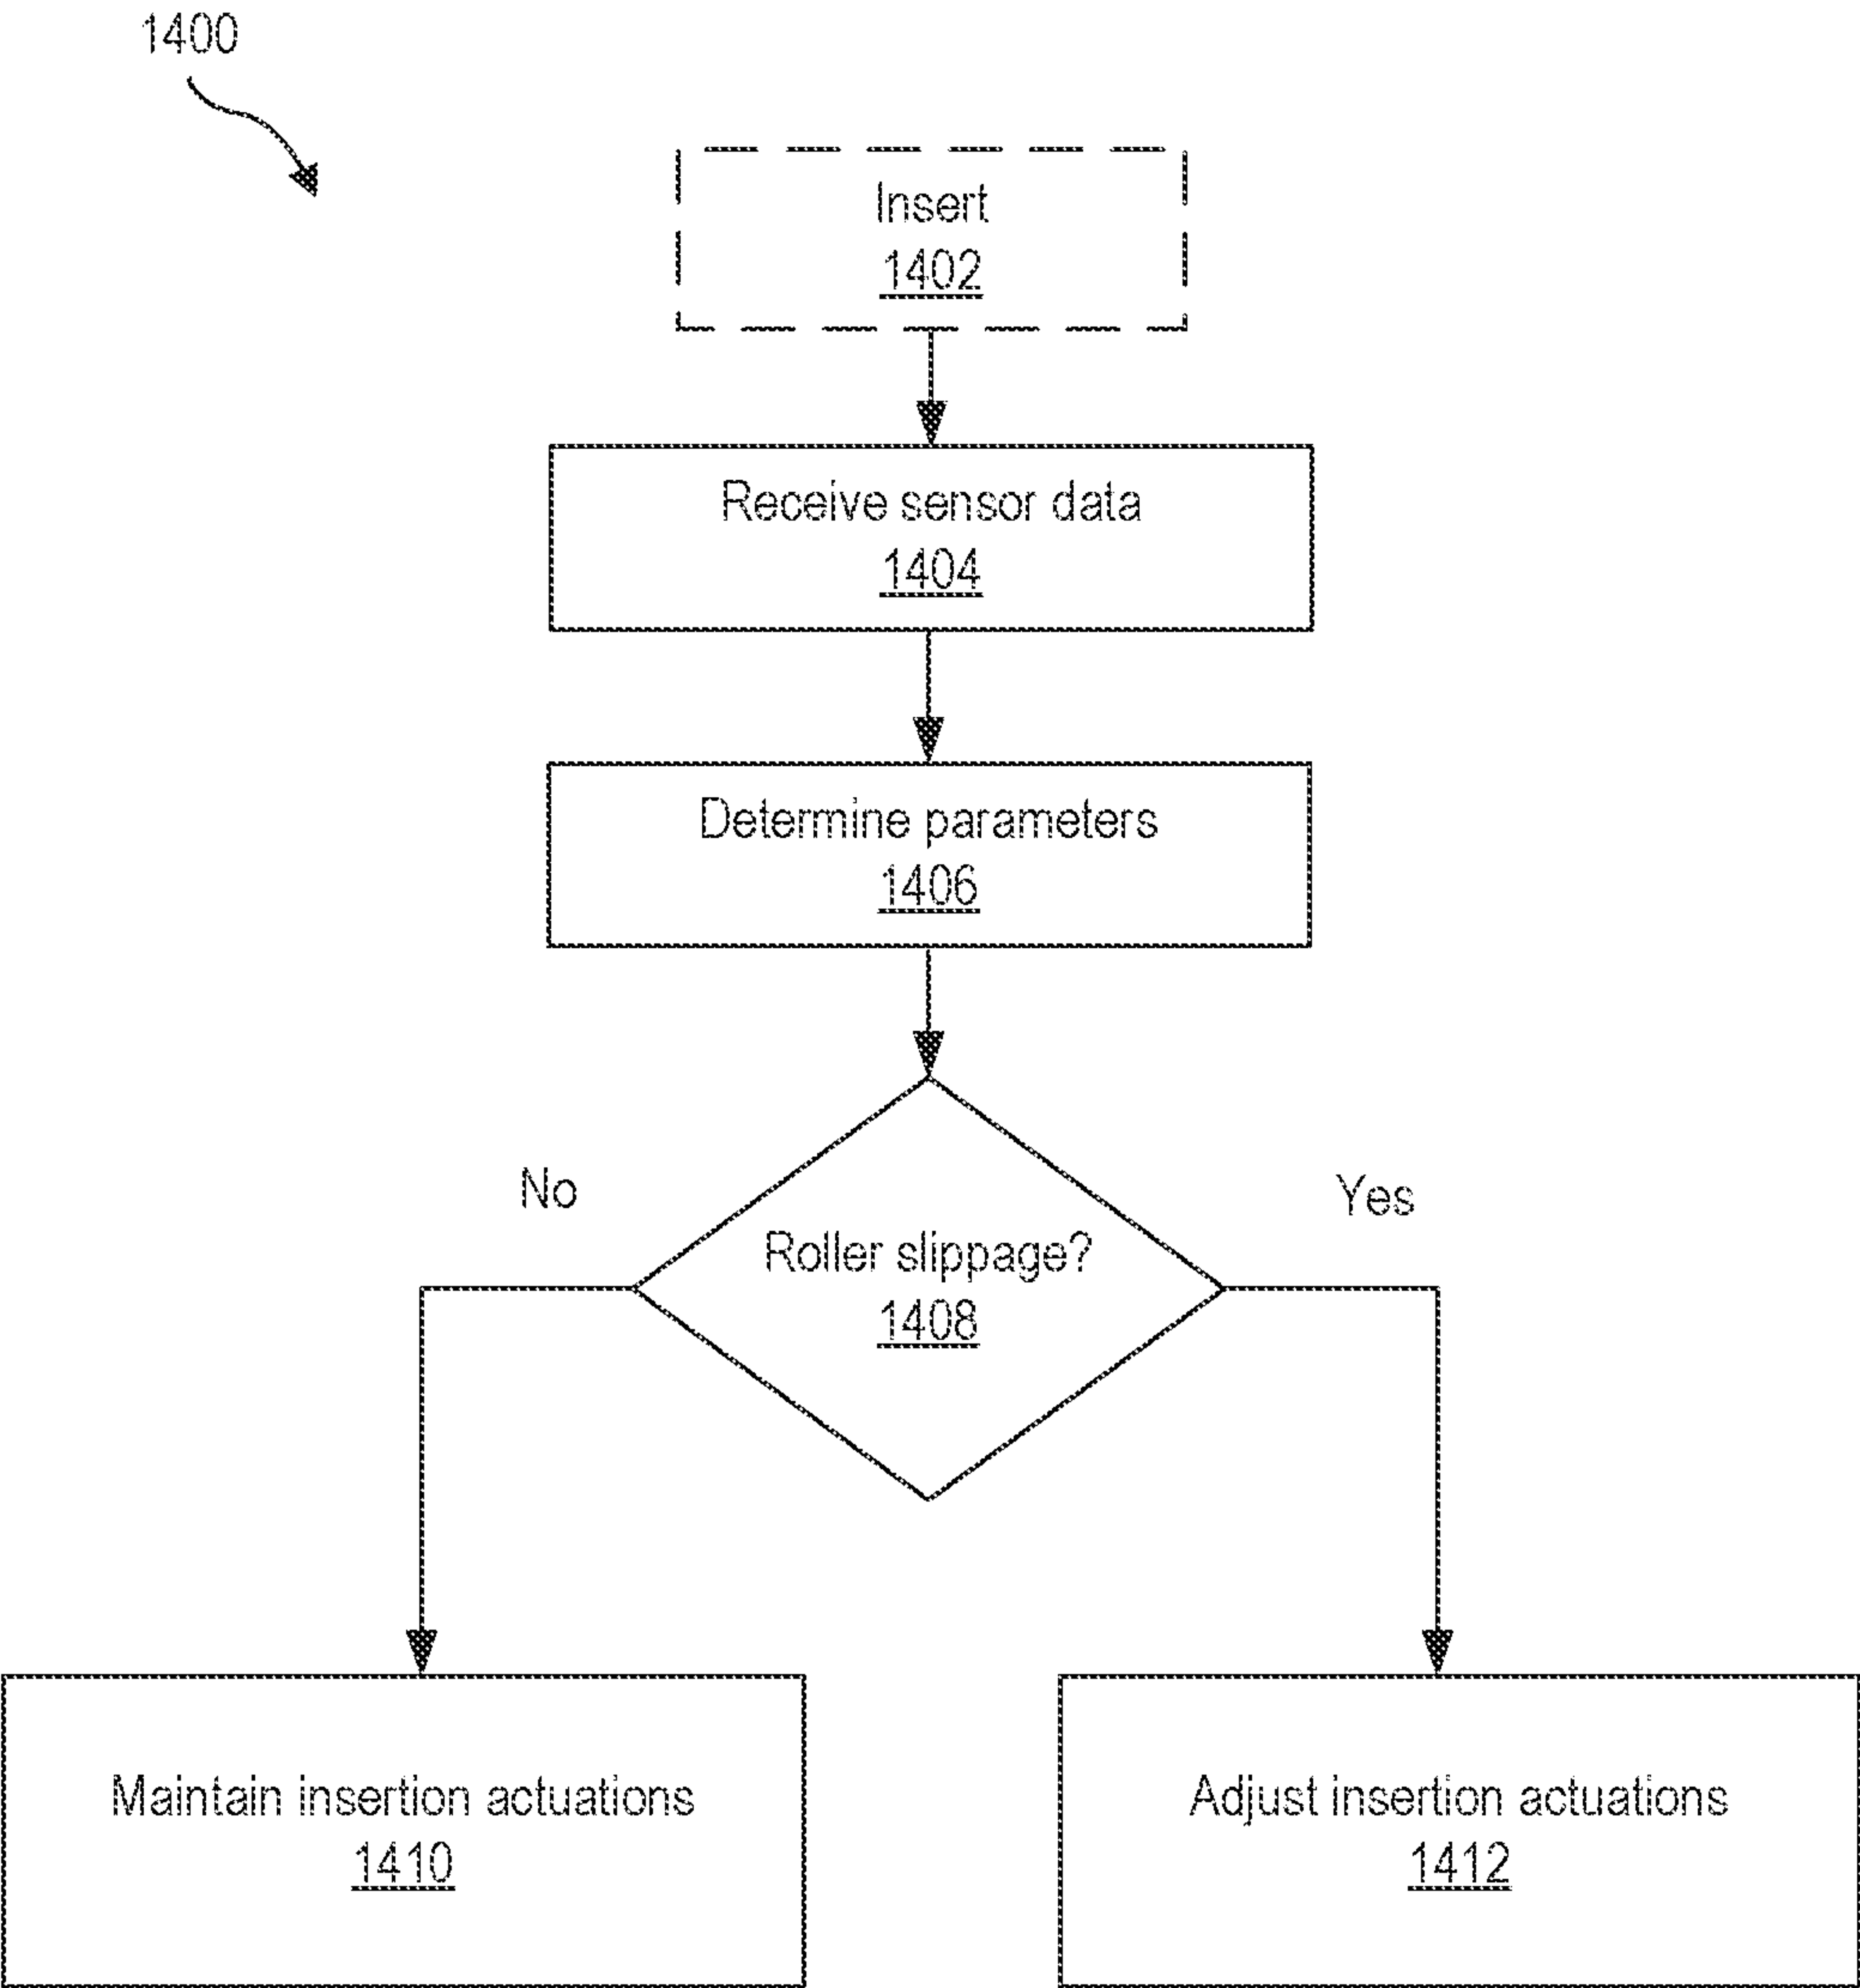 1400
Insert
1402
Receive sensor data
1404
Determine parameters
1406
No
Yes
Roller slippage?
1408
Maintain insertion actuations
1410
Adjust insertion actuations
1412